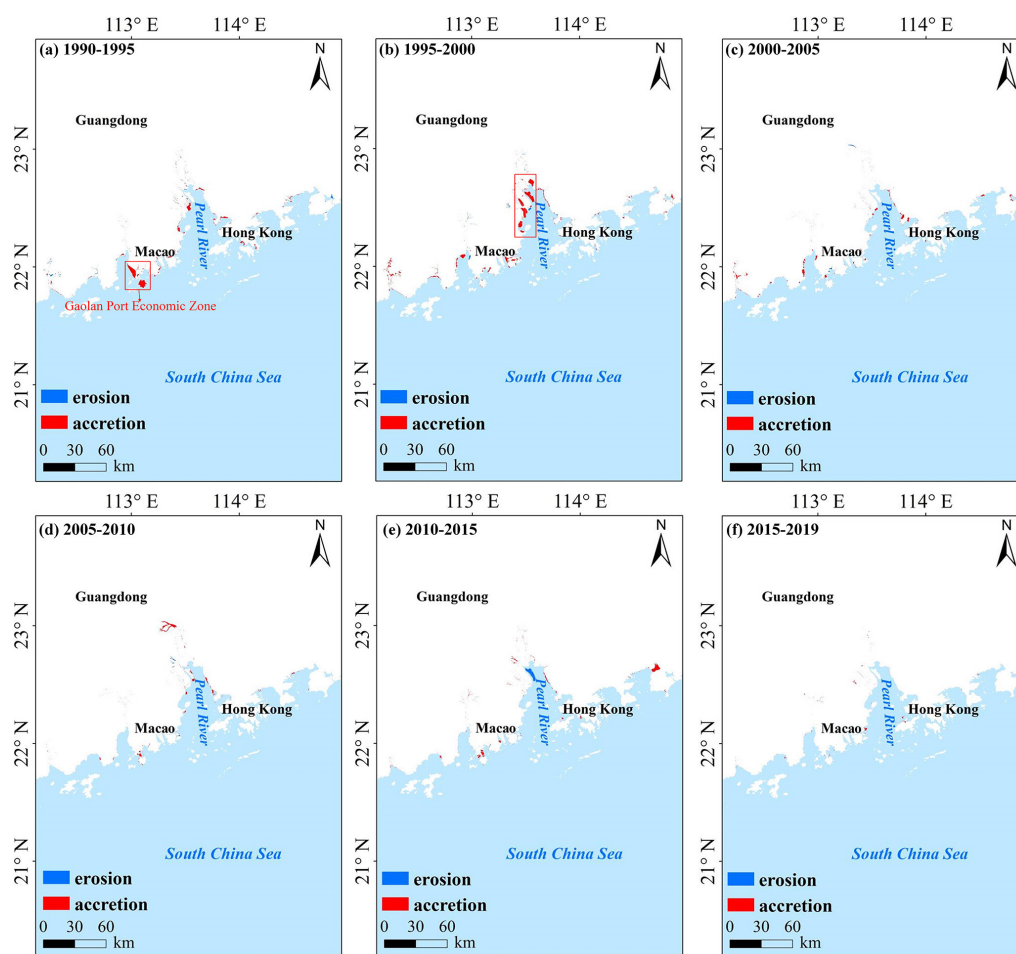 113° E 114° E
113° E 114° E
113° E 114° E
(a) 1990-1995
N
Guangdong
23° N
22° N
21° N
Pearl River
Hong Kong
Macao
Gaolan Port Economic Zone
South China Sea
erosion
accretion
0 30 60
km
(b) 1995-2000
N
Guangdong
23° N
22° N
21° N
Pearl River
Hong Kong
Macao
South China Sea
erosion
accretion
0 30 60
km
(c) 2000-2005
N
Guangdong
23° N
22° N
21° N
Pearl River
Hong Kong
Macao
South China Sea
erosion
accretion
0 30 60
km
113° E 114° E
113° E 114° E
113° E 114° E
(d) 2005-2010
N
Guangdong
23° N
22° N
21° N
Pearl River
Hong Kong
Macao
South China Sea
erosion
accretion
0 30 60
km
(e) 2010-2015
N
Guangdong
23° N
22° N
21° N
Pearl River
Hong Kong
Macao
South China Sea
erosion
accretion
0 30 60
km
(f) 2015-2019
N
Guangdong
23° N
22° N
21° N
Pearl River
Hong Kong
Macao
South China Sea
erosion
accretion
0 30 60
km